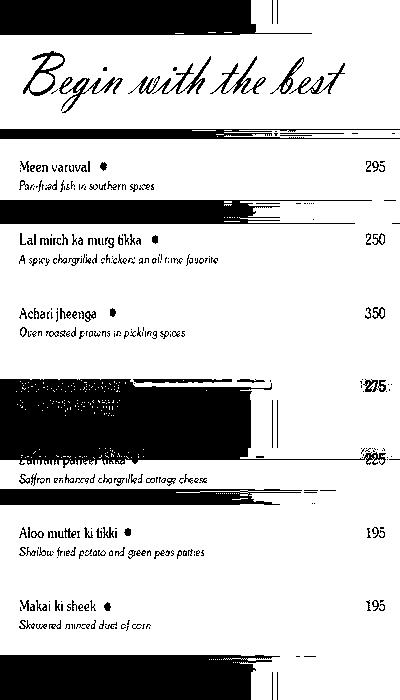 Begin with the best
Meen varuval 295
Pan-fried fish in southern spices
Lal mirch ka murg tikka 250
A spicy chargrilled chicken: an all time favorite
Achari jheenga 350
Oven roasted prawns in pickling spices
275
paneer tikka 225
Saffron enhanced chargrilled cottage cheese
Aloo mutter ki tikki 195
Shallow fried potato and green peas patties
Makai ki sheek 195
Skewered minced duet of corn